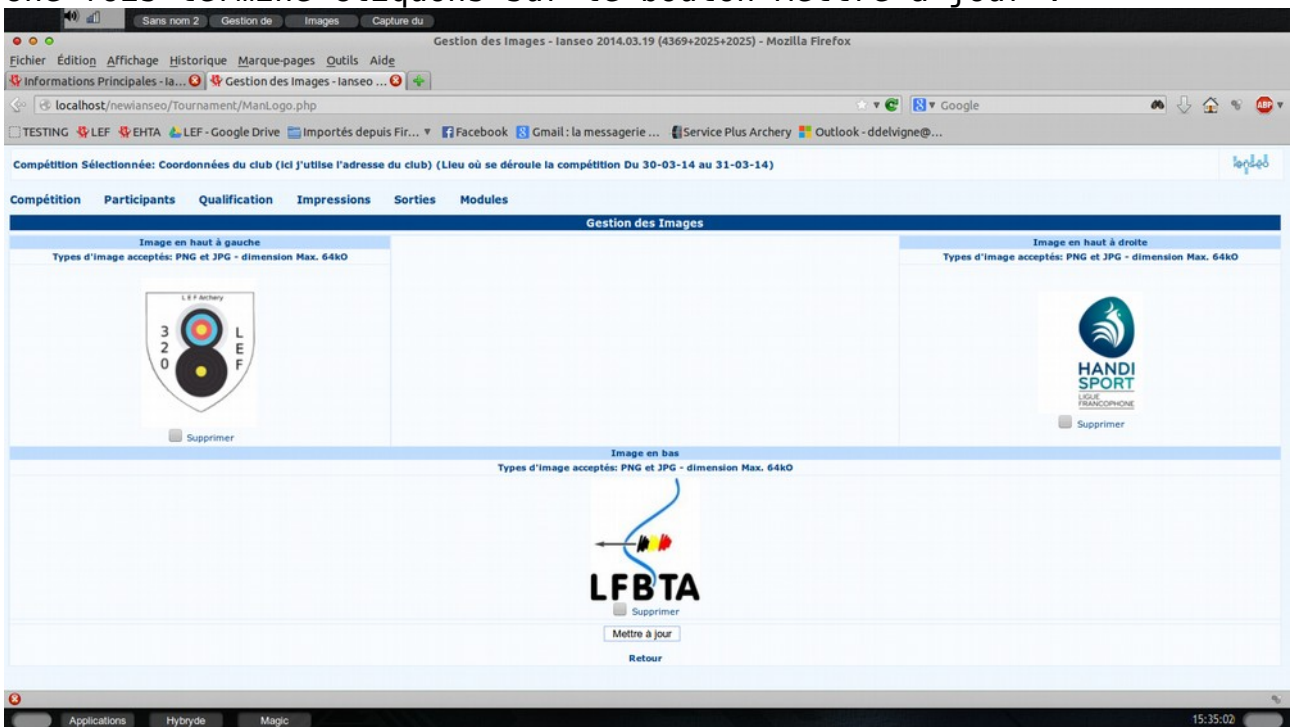 une fois terminé cliquons sur le bouton Mettre à jour .
Sans nom 2 Gestion de Images Capture du
Gestion des Images - Ianseo 2014.03.19 (4369+2025+2025) - Mozilla Firefox
Fichier Édition Affichage Historique Marque-pages Outils Aide
Informations Principales - Ia... Gestion des Images - Ianseo ...
localhost/newianseo/Tournament/ManLogo.php Google
TESTING LEF EHTA LEF - Google Drive Importés depuis Fir... Facebook Gmail : la messagerie ... Service Plus Archery Outlook - ddelvigne@...
Compétition Sélectionnée: Coordonnées du club (ici j'utilse l'adresse du club) (Lieu où se déroule la compétition Du 30-03-14 au 31-03-14)
ianseo
Compétition Participants Qualification Impressions Sorties Modules
Gestion des Images
Image en haut à gauche
Types d'image acceptés: PNG et JPG - dimension Max. 64kO
L E F Archery
320
LEF
Supprimer
Image en haut à droite
Types d'image acceptés: PNG et JPG - dimension Max. 64kO
HANDI
SPORT
LIGUE
FRANCOPHONE
Supprimer
Image en bas
Types d'image acceptés: PNG et JPG - dimension Max. 64kO
LFBTA
Supprimer
Mettre à jour
Retour
Applications Hybryde Magic 15:35:02